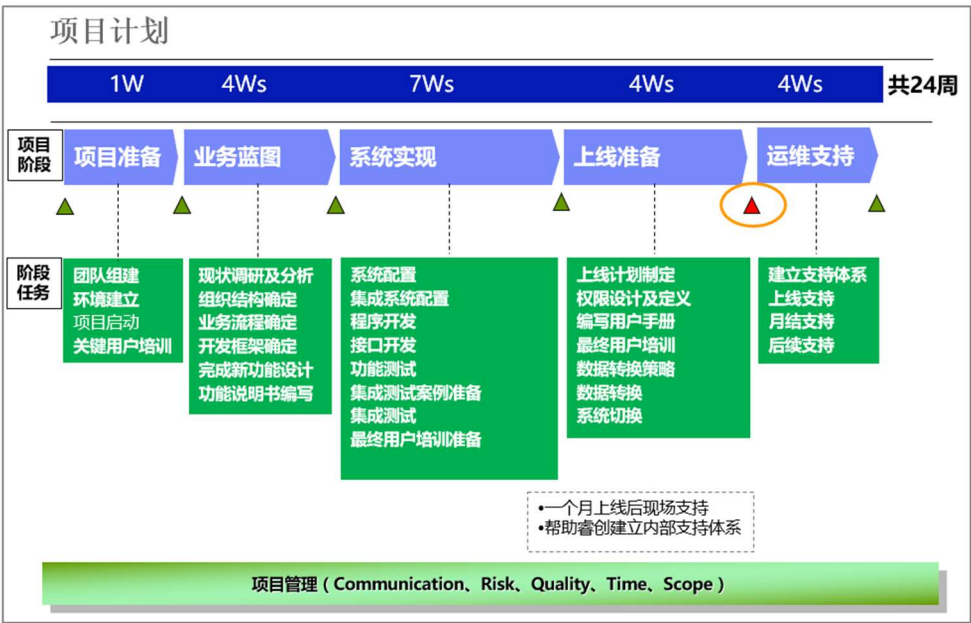 项目计划
1W
4Ws
7Ws
4Ws
4Ws
共24周
项目
阶段
项目准备
业务蓝图
系统实现
上线准备
运维支持
阶段
任务
团队组建
环境建立
项目启动
关键用户培训
现状调研及分析
组织结构确定
业务流程确定
开发框架确定
完成新功能设计
功能说明书编写
系统配置
集成系统配置
程序开发
接口开发
功能测试
集成测试案例准备
集成测试
最终用户培训准备
上线计划制定
权限设计及定义
编写用户手册
最终用户培训
数据转换策略
数据转换
系统切换
建立支持体系
上线支持
月结支持
后续支持
•一个月上线后现场支持
•帮助睿创建立内部支持体系
项目管理(Communication、Risk、Quality、Time、Scope)